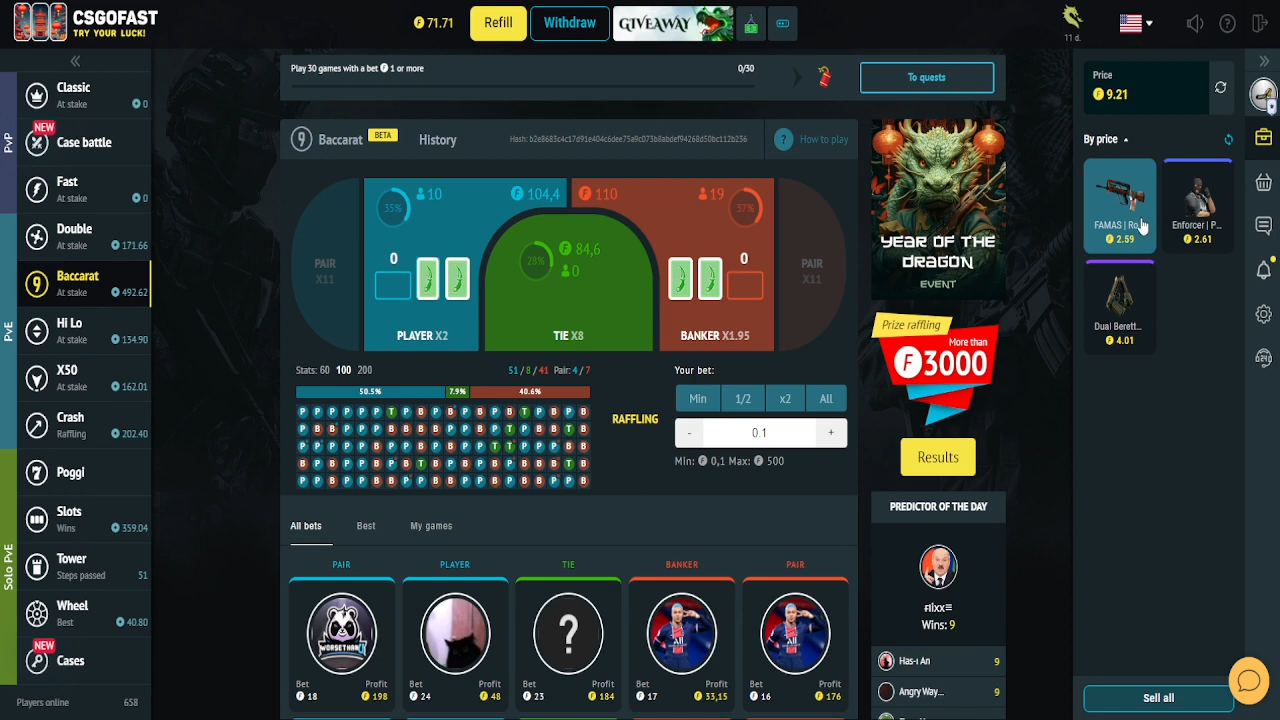 CSGOFAST
TRY YOUR LUCK!
71.71
Refill
Withdraw
GIVEAWAY
11 d.
PvP
PvE
Solo PvE
Classic
At stake
0
NEW
Case battle
Fast
At stake
0
Double
At stake
171.66
Baccarat
At stake
492.62
Hi Lo
At stake
134.90
X50
At stake
162.01
Crash
Raffling
202.40
Poggi
Slots
Wins
359.04
Tower
Steps passed
51
Wheel
Best
40.80
NEW
Cases
Players online
658
Play 30 games with a bet F 1 or more
0/30
To quests
Baccarat
BETA
History
Hash: b2e8683c4c17d91e404c6dee75a9c073b8abdef94268d50bc112b236
? How to play
35%
10
F 104,4
F 110
19
37%
PAIR
X11
0
28%
F 84,6
0
0
PAIR
X11
PLAYER X2
TIE X8
BANKER X1.95
Stats: 60 100 200
51 / 8 / 41 Pair: 4 / 7
50.5%
7.9%
40.6%
RAFFLING
Your bet:
Min
1/2
x2
All
-
0.1
+
Min: F 0,1 Max: F 500
All bets
Best
My games
PAIR
PLAYER
TIE
BANKER
PAIR
WORSETHAN
?
Bet
Profit
18
198
Bet
Profit
24
48
Bet
Profit
23
184
Bet
Profit
17
33,15
Bet
Profit
16
176
YEAR OF THE
DRAGON
EVENT
Prize raffling
More than
F 3000
Results
PREDICTOR OF THE DAY
Wins: 9
Has-ı An
9
Angry Way...
9
Price
9.21
By price
FAMAS | Ro
2.59
Enforcer | P...
2.61
Dual Berett...
4.01
Sell all